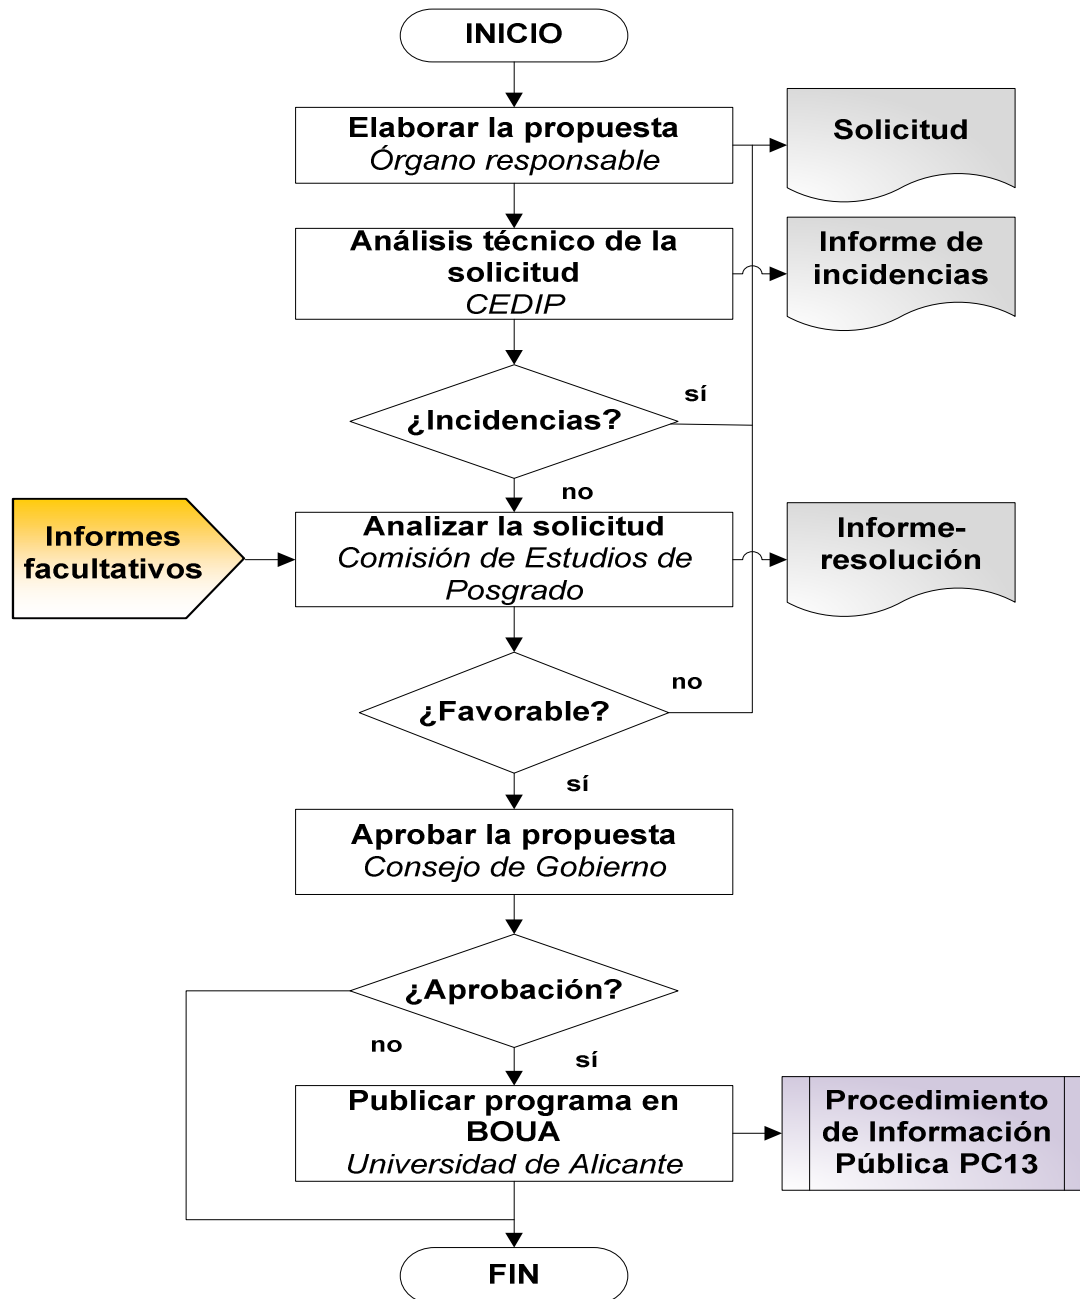 INICIO
Elaborar la propuesta
Órgano responsable
Solicitud
Análisis técnico de la
solicitud
CEDIP
Informe de
incidencias
¿Incidencias?
sí
no
Informes
facultativos
Analizar la solicitud
Comisión de Estudios de
Posgrado
Informe-
resolución
¿Favorable?
no
sí
Aprobar la propuesta
Consejo de Gobierno
¿Aprobación?
no
sí
Publicar programa en
BOUA
Universidad de Alicante
Procedimiento
de Información
Pública PC13
FIN